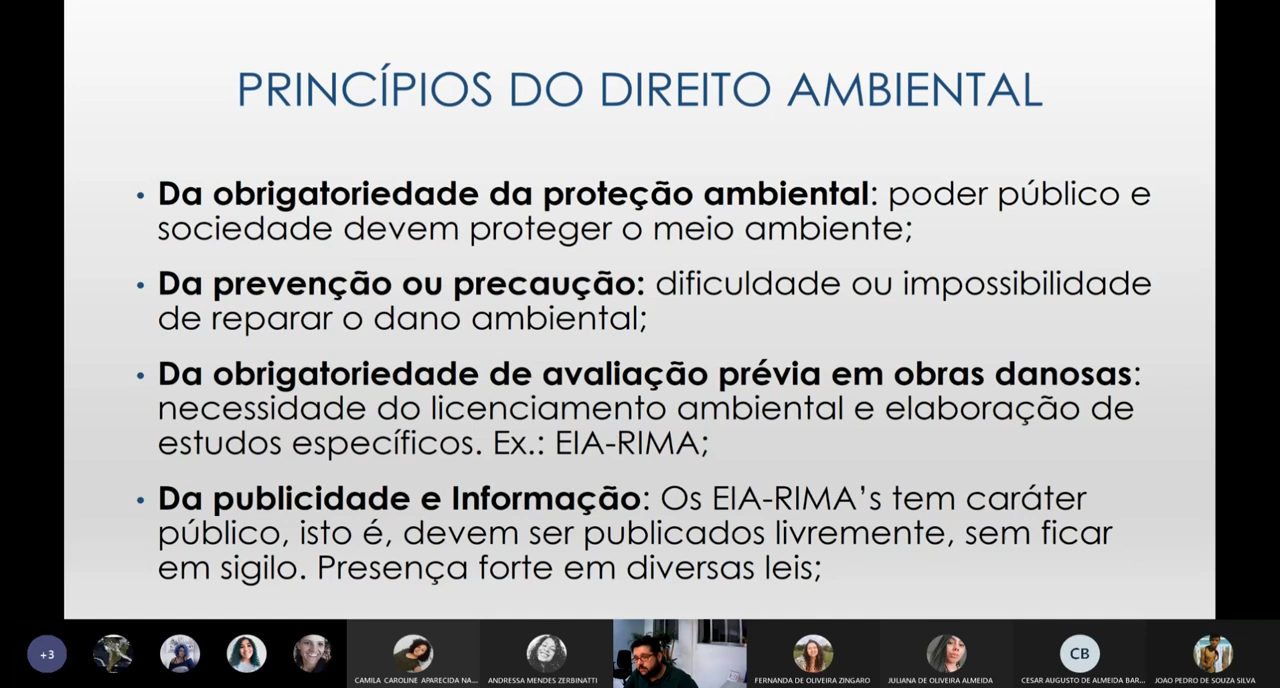 PRINCÍPIOS DO DIREITO AMBIENTAL
• Da obrigatoriedade da proteção ambiental: poder público e
sociedade devem proteger o meio ambiente;
• Da prevenção ou precaução: dificuldade ou impossibilidade
de reparar o dano ambiental;
• Da obrigatoriedade de avaliação prévia em obras danosas:
necessidade do licenciamento ambiental e elaboração de
estudos específicos. Ex.: EIA-RIMA;
• Da publicidade e Informação: Os EIA-RIMA's tem caráter
público, isto é, devem ser publicados livremente, sem ficar
em sigilo. Presença forte em diversas leis;
+3
CB
CAMILA CAROLINE APARECIDA NA...
ANDRESSA MENDES ZERBINATTI
FERNANDA DE OLIVEIRA ZINGARO
JULIANA DE OLIVEIRA ALMEIDA
CESAR AUGUSTO DE ALMEIDA BAR...
JOAO PEDRO DE SOUZA SILVA